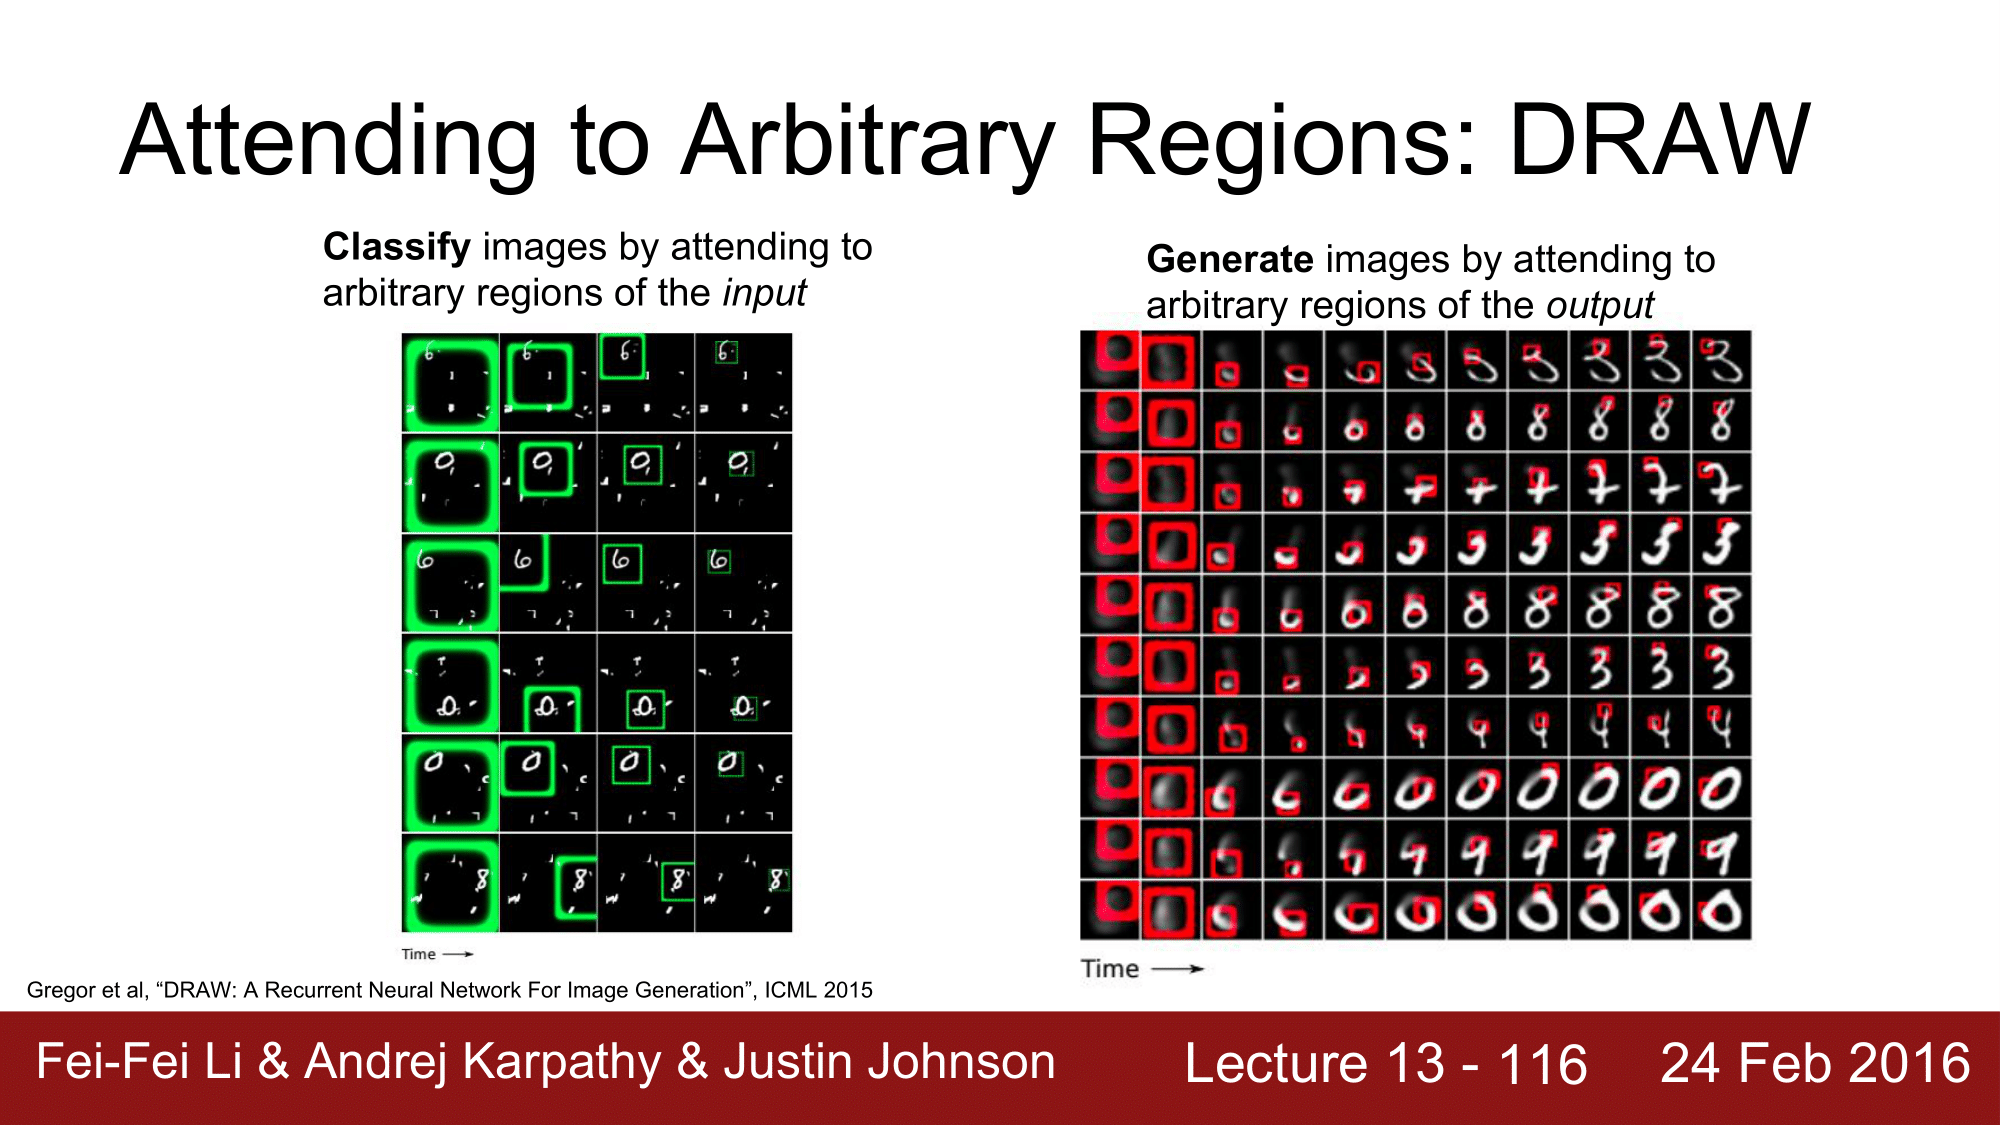 Attending to Arbitrary Regions: DRAW
Classify images by attending to
arbitrary regions of the input
Generate images by attending to
arbitrary regions of the output
Time
Time
Gregor et al, “DRAW: A Recurrent Neural Network For Image Generation”, ICML 2015
Fei-Fei Li & Andrej Karpathy & Justin Johnson
Lecture 13 - 116
24 Feb 2016